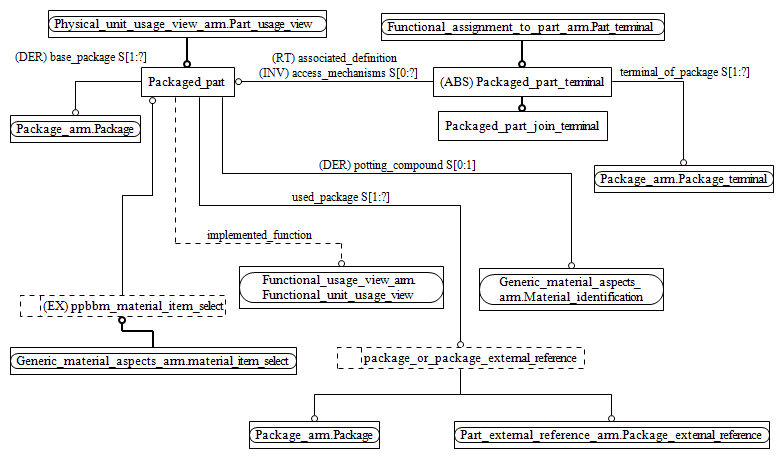 Physical_unit_usage_view_arm.Part_usage_view
Functional_assignment_to_part_arm.Part_terminal
(DER) base_package S[1:?]
(RT) associated_definition
(INV) access_mechanisms S[0:?]
terminal_of_package S[1:?]
Packaged_part
(ABS) Packaged_part_terminal
Package_arm.Package
Packaged_part_join_terminal
(DER) potting_compound S[0:1]
Package_arm.Package_terminal
used_package S[1:?]
implemented_function
Functional_usage_view_arm.
Functional_unit_usage_view
Generic_material_aspects_
arm.Material_identification
(EX) ppbbm_material_item_select
Generic_material_aspects_arm.material_item_select
package_or_package_external_reference
Package_arm.Package
Part_external_reference_arm.Package_external_reference